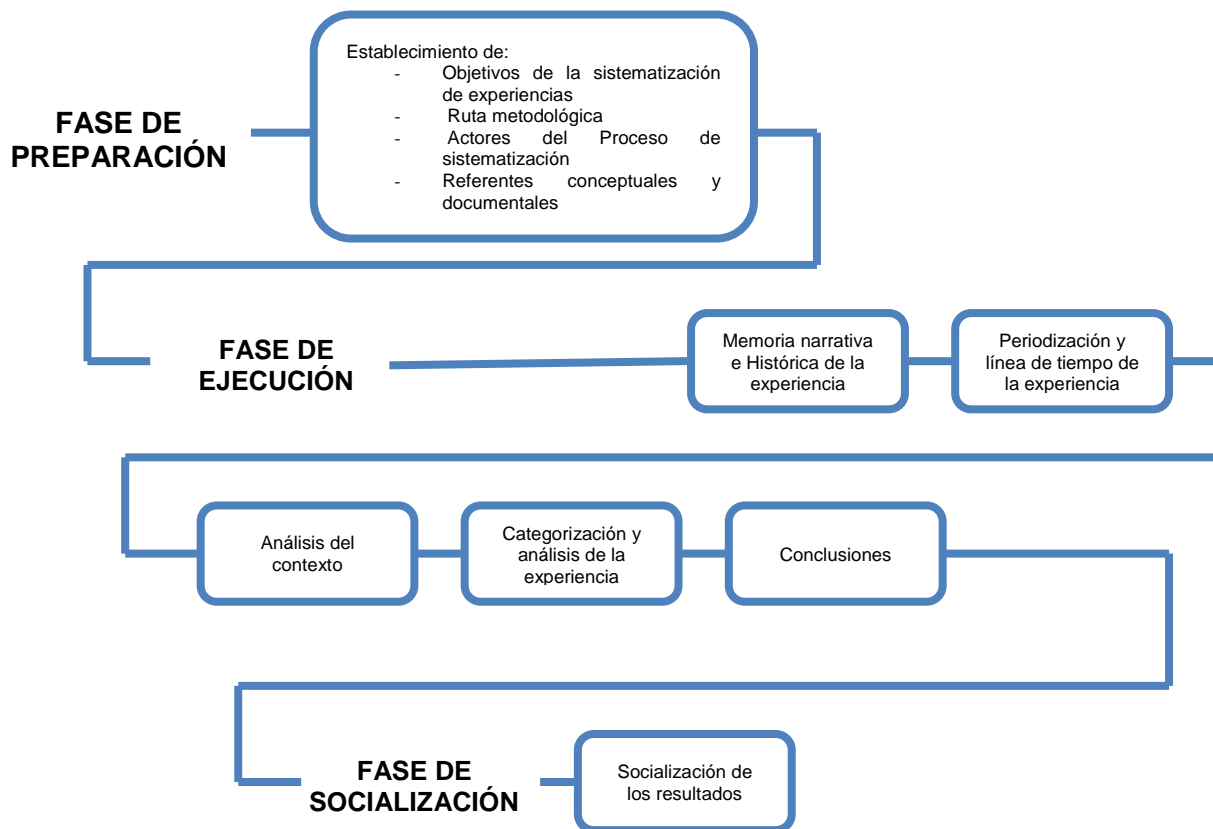 FASE DE
PREPARACIÓN
Establecimiento de:
- Objetivos de la sistematización
de experiencias
- Ruta metodológica
- Actores del Proceso de
sistematización
- Referentes conceptuales y
documentales
FASE DE
EJECUCIÓN
Memoria narrativa
e Histórica de la
experiencia
Periodización y
línea de tiempo de
la experiencia
Análisis del
contexto
Categorización y
análisis de la
experiencia
Conclusiones
FASE DE
SOCIALIZACIÓN
Socialización de
los resultados